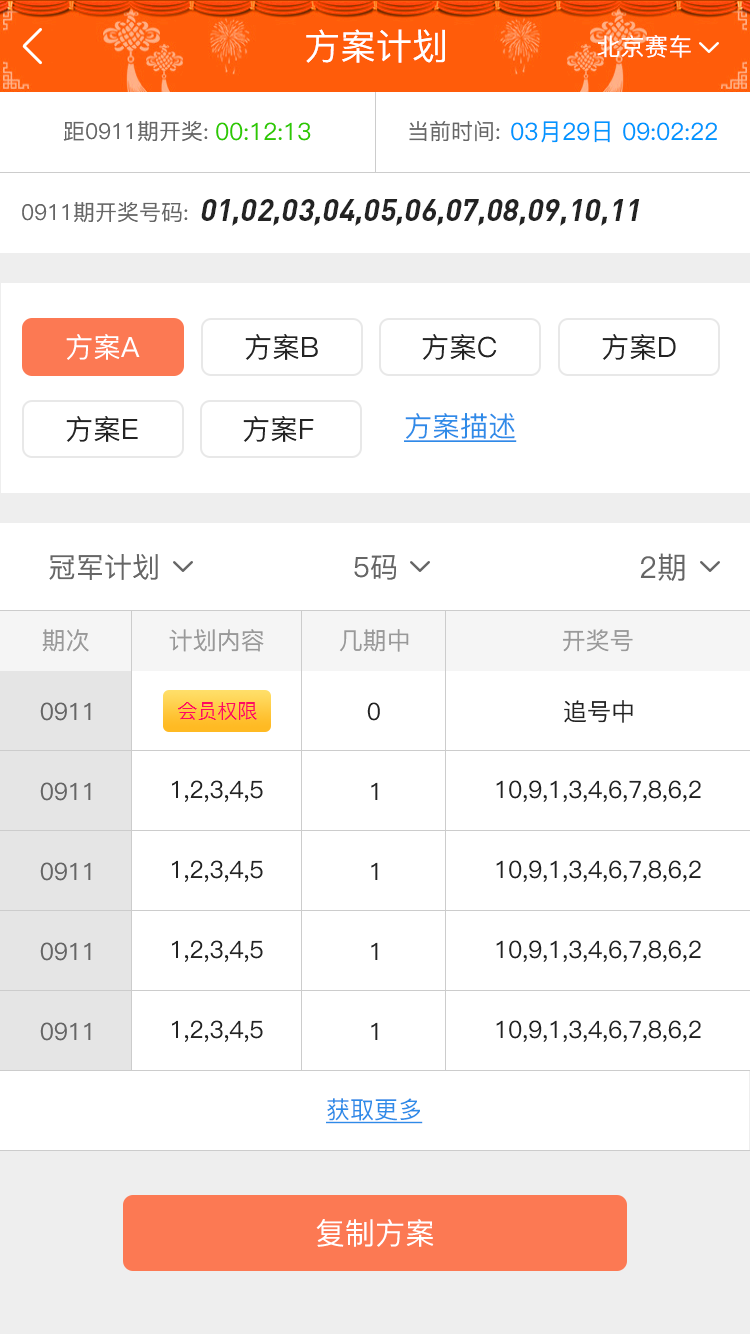 方案计划 北京赛车
距0911期开奖: 00:12:13 当前时间: 03月29日 09:02:22
0911期开奖号码: 01,02,03,04,05,06,07,08,09,10,11
方案A 方案B 方案C 方案D
方案E 方案F 方案描述
冠军计划 5码 2期
期次 计划内容 几期中 开奖号
0911 会员权限 0 追号中
0911 1,2,3,4,5 1 10,9,1,3,4,6,7,8,6,2
0911 1,2,3,4,5 1 10,9,1,3,4,6,7,8,6,2
0911 1,2,3,4,5 1 10,9,1,3,4,6,7,8,6,2
0911 1,2,3,4,5 1 10,9,1,3,4,6,7,8,6,2
获取更多
复制方案